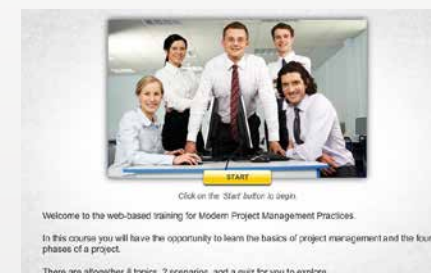 START
Click on the 'Start' button to begin.
Welcome to the web-based training for Modern Project Management Practices.
In this course you will have the opportunity to learn the basics of project management and the four
phases of a project.
There are altogether 8 topics, 2 scenarios, and a quiz for you to explore.